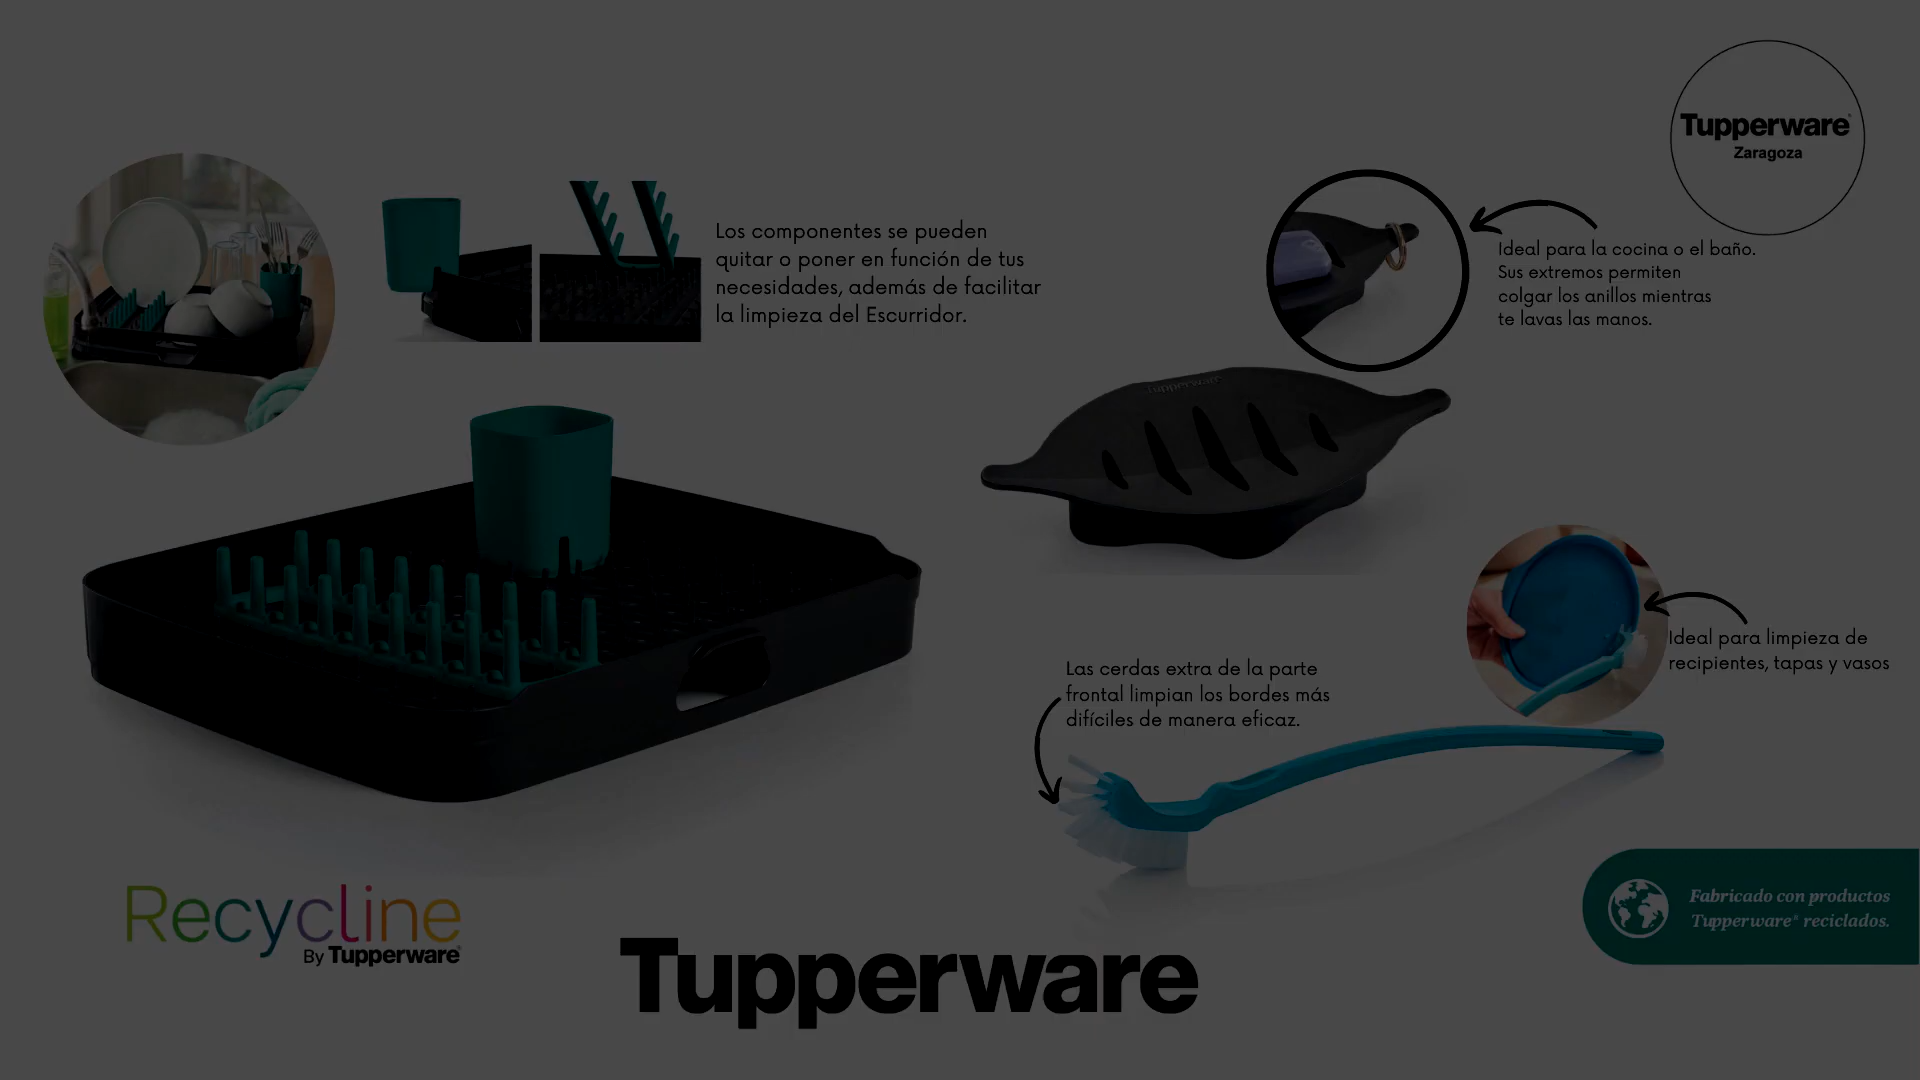 Tupperware®
Zaragoza
Los componentes se pueden
quitar o poner en función de tus
necesidades, además de facilitar
la limpieza del Escurridor.
Ideal para la cocina o el baño.
Sus extremos permiten
colgar los anillos mientras
te lavas las manos.
Tupperware
Ideal para limpieza de
recipientes, tapas y vasos
Las cerdas extra de la parte
frontal limpian los bordes más
difíciles de manera eficaz.
Recycline
By Tupperware®
Tupperware
Fabricado con productos
Tupperware® reciclados.